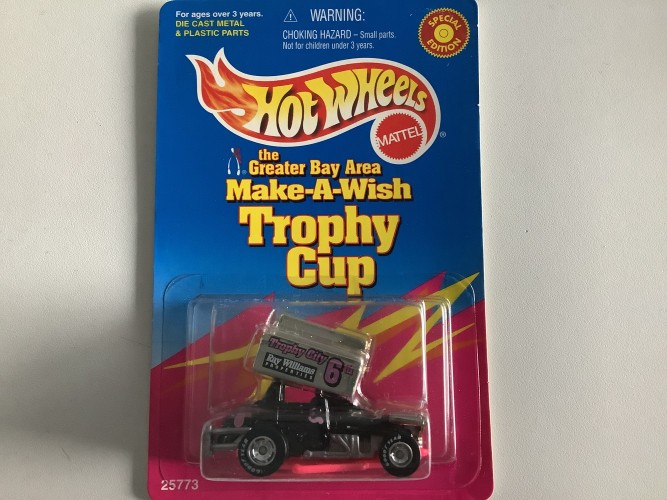 For ages over 3 years.
DIE CAST METAL
& PLASTIC PARTS
⚠ WARNING:
CHOKING HAZARD – Small parts.
Not for children under 3 years.
SPECIAL EDITION
HOT WHEELS
MATTEL
®
the
Greater Bay Area
Make-A-Wish
Trophy
Cup
Trophy City
Ray Williams
PROPERTIES
6
25773